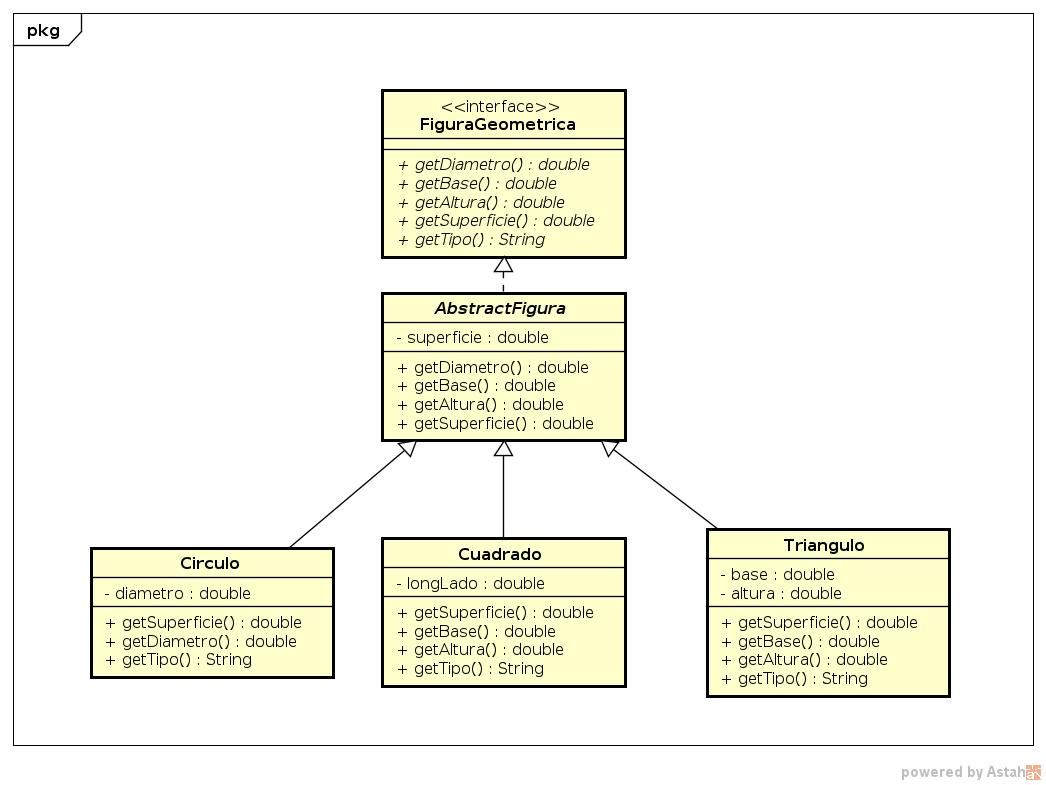 pkg
<<interface>>
FiguraGeometrica
+ getDiametro() : double
+ getBase() : double
+ getAltura() : double
+ getSuperficie() : double
+ getTipo() : String
AbstractFigura
- superficie : double
+ getDiametro() : double
+ getBase() : double
+ getAltura() : double
+ getSuperficie() : double
Circulo
- diametro : double
+ getSuperficie() : double
+ getDiametro() : double
+ getTipo() : String
Cuadrado
- longLado : double
+ getSuperficie() : double
+ getBase() : double
+ getAltura() : double
+ getTipo() : String
Triangulo
- base : double
- altura : double
+ getSuperficie() : double
+ getBase() : double
+ getAltura() : double
+ getTipo() : String
powered by Astah